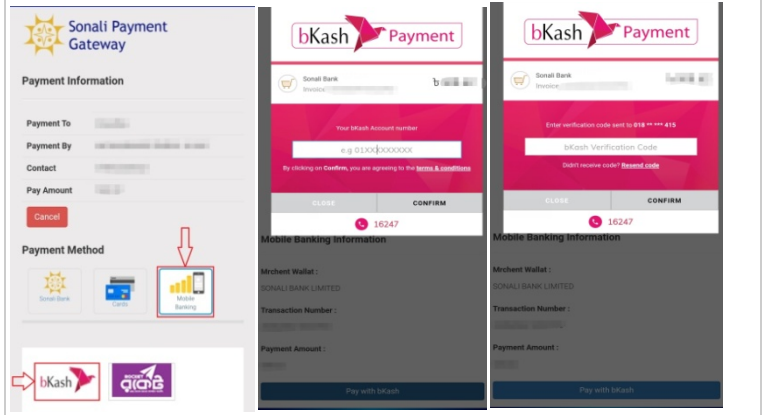 Sonali Payment
Gateway
Payment Information
Payment To
Payment By
Contact
Pay Amount
Cancel
Payment Method
Sonali Bank
Cards
Mobile
Banking
bKash
ROCKET
রকেট
bKash Payment
Sonali Bank
Invoice
Your bKash Account number
e.g 01XXXXXXXXX
By clicking on Confirm, you are agreeing to the terms & conditions
CLOSE
CONFIRM
16247
Mobile Banking Information
Mrchent Wallat :
SONALI BANK LIMITED
Transaction Number :
Payment Amount :
Pay with bKash
bKash Payment
Sonali Bank
Invoice
Enter verification code sent to 018 ** *** 415
bKash Verification Code
Didn't receive code? Resend code
CLOSE
CONFIRM
16247
Mobile Banking Information
Mrchent Wallat :
SONALI BANK LIMITED
Transaction Number :
Payment Amount :
Pay with bKash